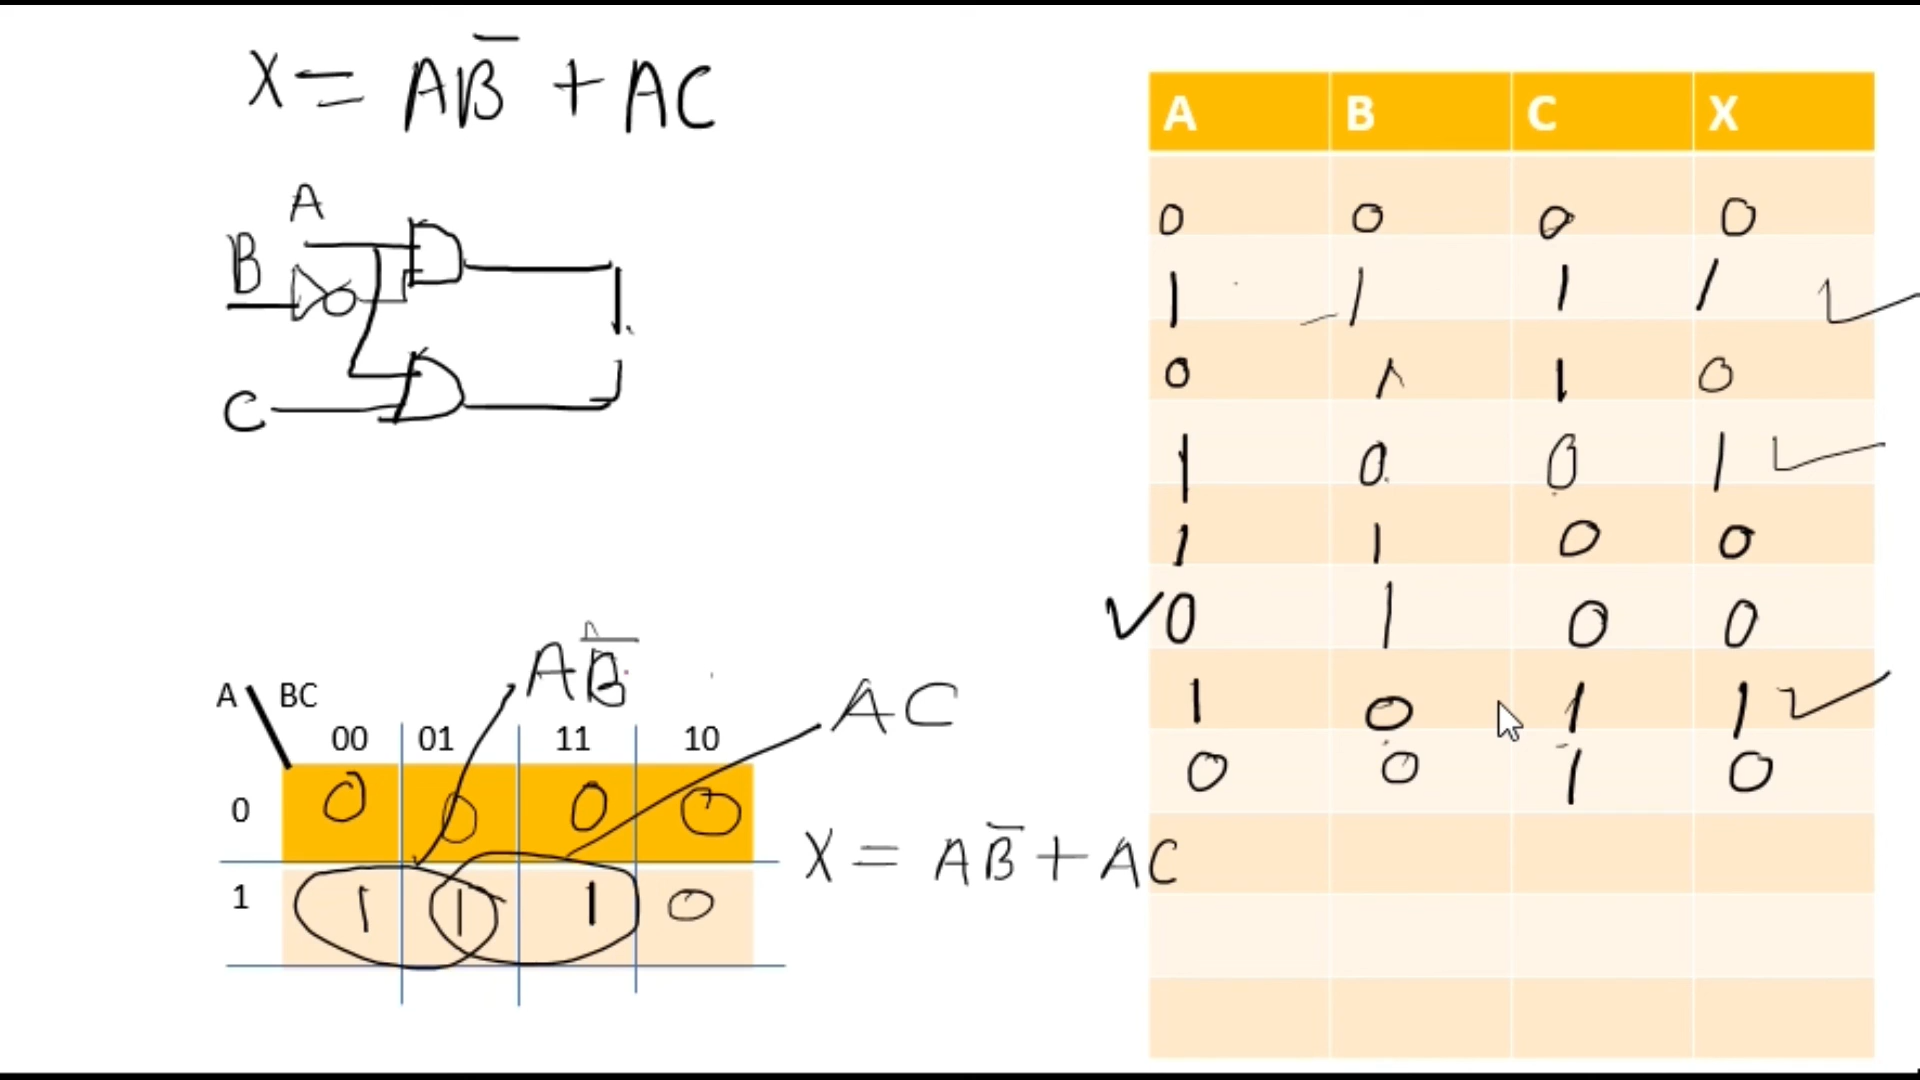 X = AB̅ + AC
A
B
C
AB̅
AC
A \ BC
00 01 11 10
0 0 0 0 0
1 1 1 1 0
X = AB̅ + AC
A B C X
0 0 0 0
1 1 1 1 ✓
0 1 1 0
1 0 0 1 ✓
1 1 0 0
✓ 0 1 0 0
1 0 1 1 ✓
0 0 1 0